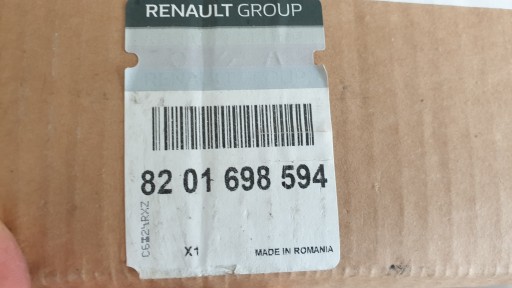 RENAULT GROUP
82 01 698 594
X1
MADE IN ROMANIA